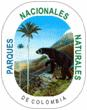 PARQUES
NACIONALES
NATURALES
DE COLOMBIA